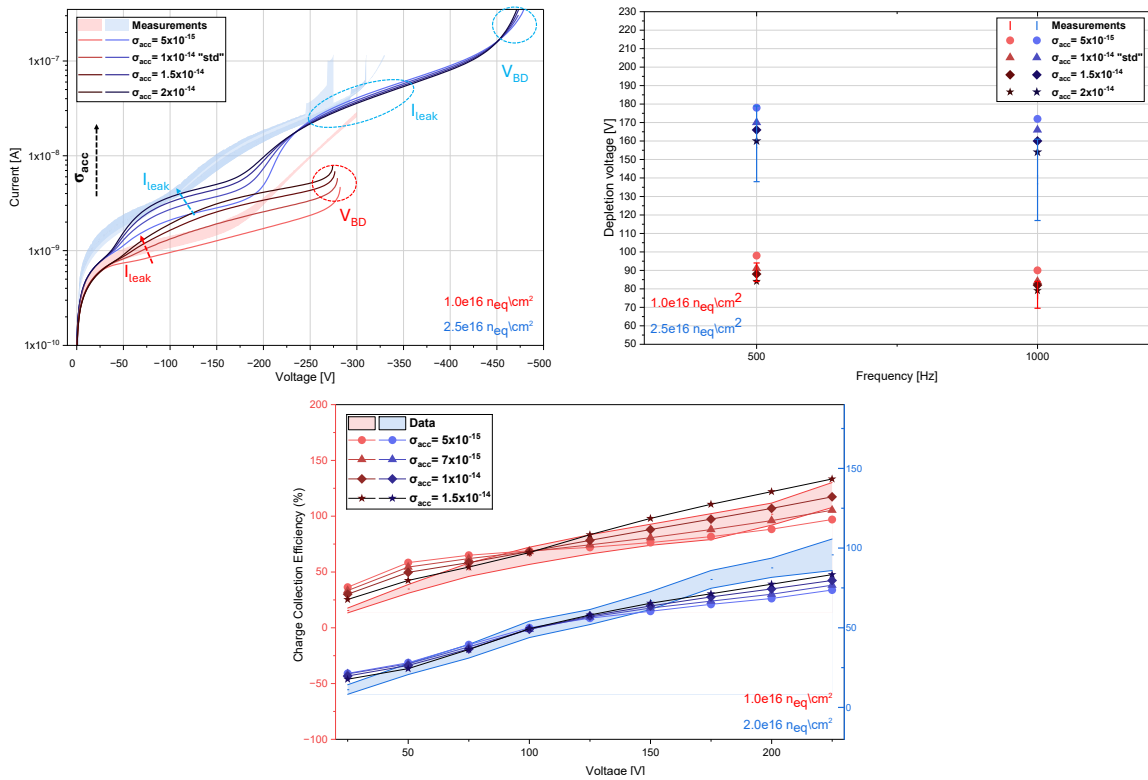 Measurements
σacc= 5x10-15
σacc= 1x10-14 "std"
σacc= 1.5x10-14
σacc= 2x10-14
1x10-7
1x10-8
1x10-9
1x10-10
Current [A]
σacc
Ileak
Ileak
Ileak
VBD
VBD
1.0e16 neq\cm2
2.5e16 neq\cm2
0 −50 −100 −150 −200 −250 −300 −350 −400 −450 −500
Voltage [V]
230
220
210
200
190
180
170
160
150
140
130
120
110
100
90
80
70
60
50
Depletion voltage [V]
Measurements
σacc= 5x10-15
σacc= 1x10-14 "std"
σacc= 1.5x10-14
σacc= 2x10-14
1.0e16 neq\cm2
2.5e16 neq\cm2
500 1000
Frequency [Hz]
200
150
100
50
0
−50
−100
Charge Collection Efficiency (%)
Data
σacc= 5x10-15
σacc= 7x10-15
σacc= 1x10-14
σacc= 1.5x10-14
150
100
50
0
1.0e16 neq\cm2
2.0e16 neq\cm2
50 100 150 200
Voltage [V]